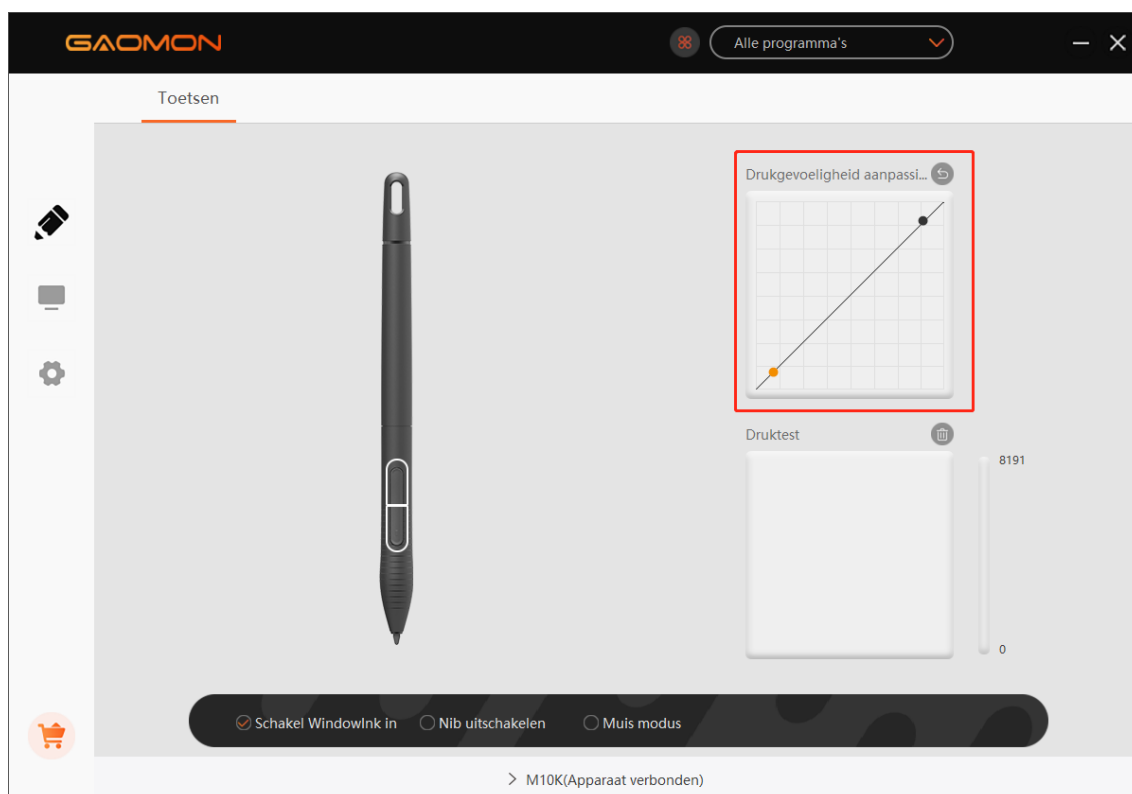 GAOMON
Alle programma's
Toetsen
Drukgevoeligheid aanpassi...
Druktest
8191
0
Schakel WindowInk in
Nib uitschakelen
Muis modus
M10K(Apparaat verbonden)